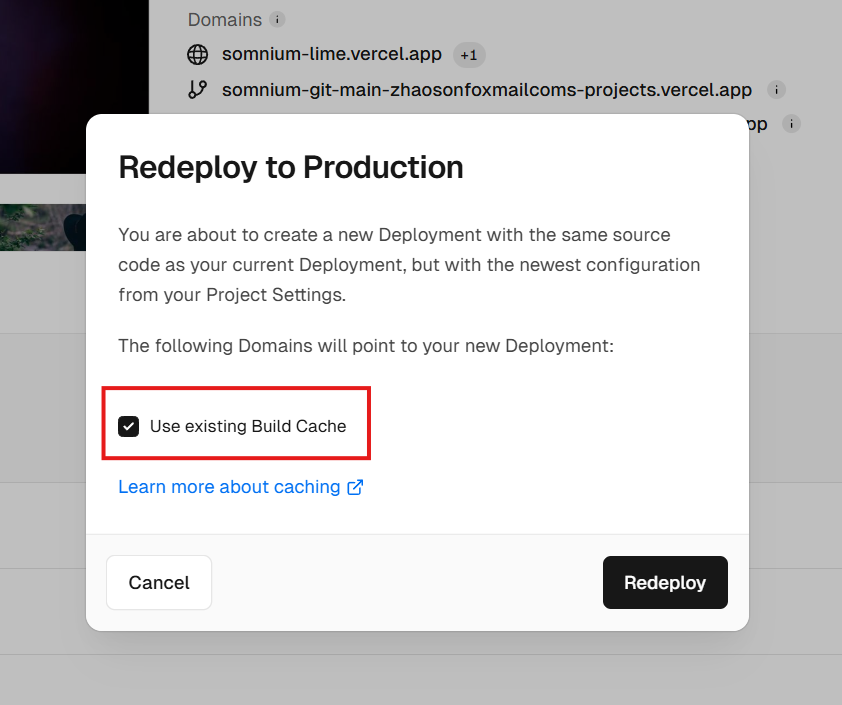 Domains i
somnium-lime.vercel.app +1
somnium-git-main-zhaosonfoxmailcoms-projects.vercel.app i
pp i
Redeploy to Production
You are about to create a new Deployment with the same source
code as your current Deployment, but with the newest configuration
from your Project Settings.
The following Domains will point to your new Deployment:
Use existing Build Cache
Learn more about caching
Cancel
Redeploy